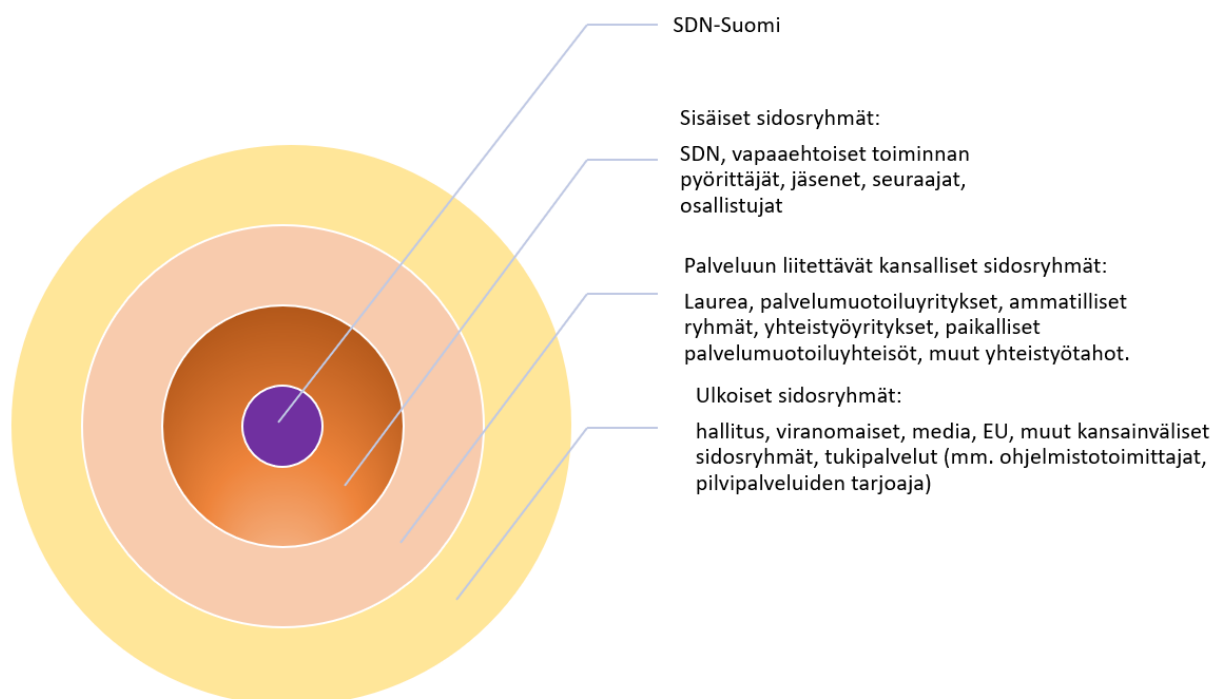 SDN-Suomi
Sisäiset sidosryhmät:
SDN, vapaaehtoiset toiminnan
pyörittäjät, jäsenet, seuraajat,
osallistujat
Palveluun liitettävät kansalliset sidosryhmät:
Laurea, palvelumuotoiluyritykset, ammatilliset
ryhmät, yhteistyöyritykset, paikalliset
palvelumuotoiluyhteisöt, muut yhteistyötahot.
Ulkoiset sidosryhmät:
hallitus, viranomaiset, media, EU, muut kansainväliset
sidosryhmät, tukipalvelut (mm. ohjelmistotoimittajat,
pilvipalveluiden tarjoaja)